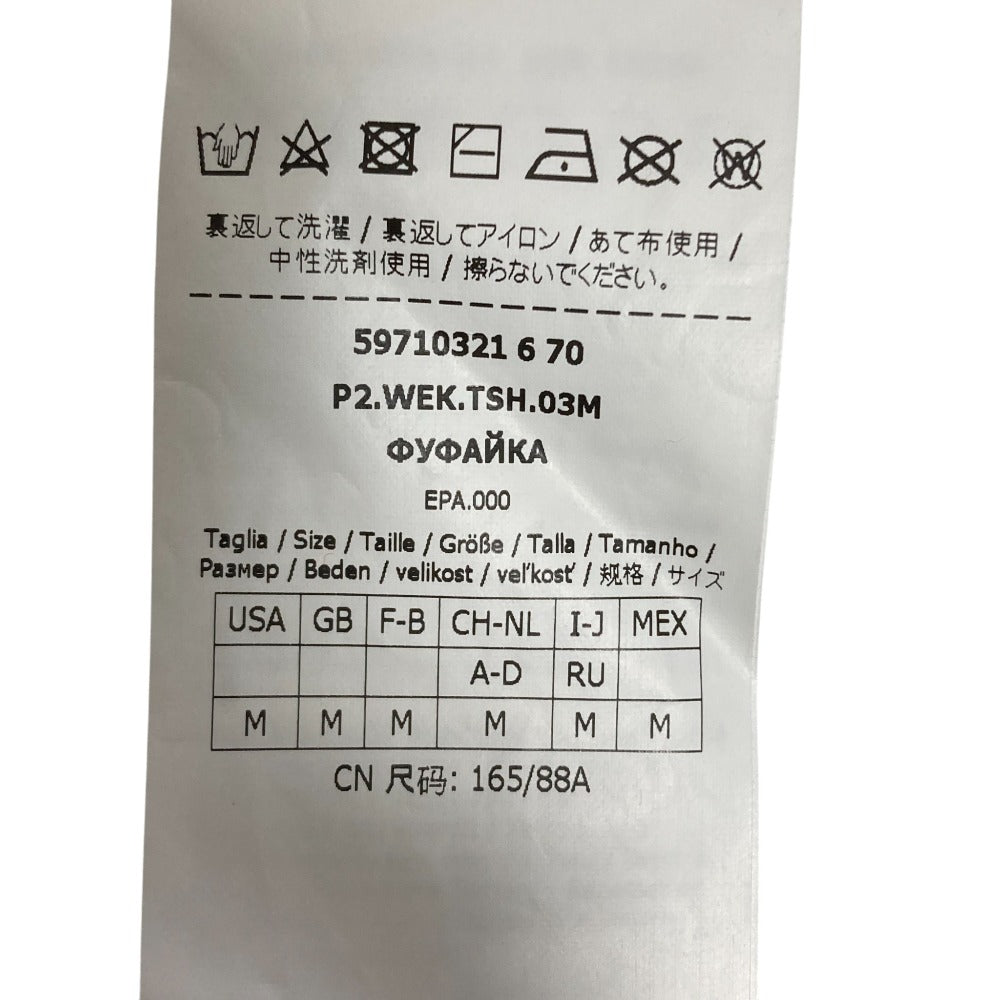 裏返して洗濯 / 裏返してアイロン / あて布使用 /
中性洗剤使用 / 擦らないでください。
59710321 6 70
P2.WEK.TSH.03M
ФУФАЙКА
EPA.000
Taglia / Size / Taille / Größe / Talla / Tamanho /
Размер / Beden / velikost / veľkosť / 规格 / サイズ
USA GB F-B CH-NL I-J MEX
A-D RU
M M M M M M
CN 尺码: 165/88A